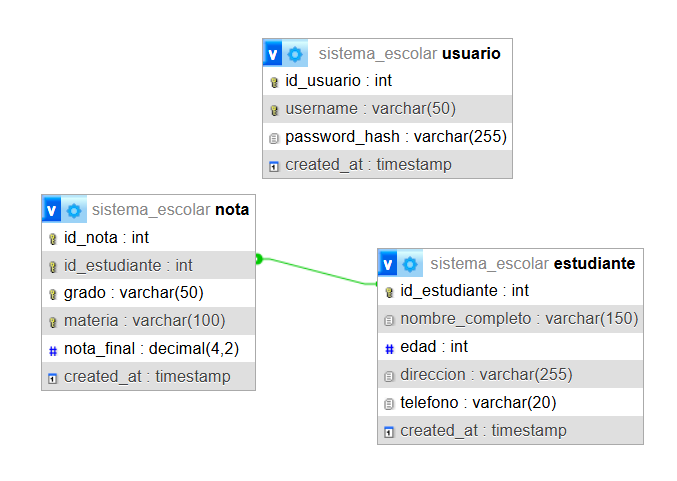 sistema_escolar usuario
id_usuario : int
username : varchar(50)
password_hash : varchar(255)
created_at : timestamp
sistema_escolar nota
id_nota : int
id_estudiante : int
grado : varchar(50)
materia : varchar(100)
nota_final : decimal(4,2)
created_at : timestamp
sistema_escolar estudiante
id_estudiante : int
nombre_completo : varchar(150)
edad : int
direccion : varchar(255)
telefono : varchar(20)
created_at : timestamp